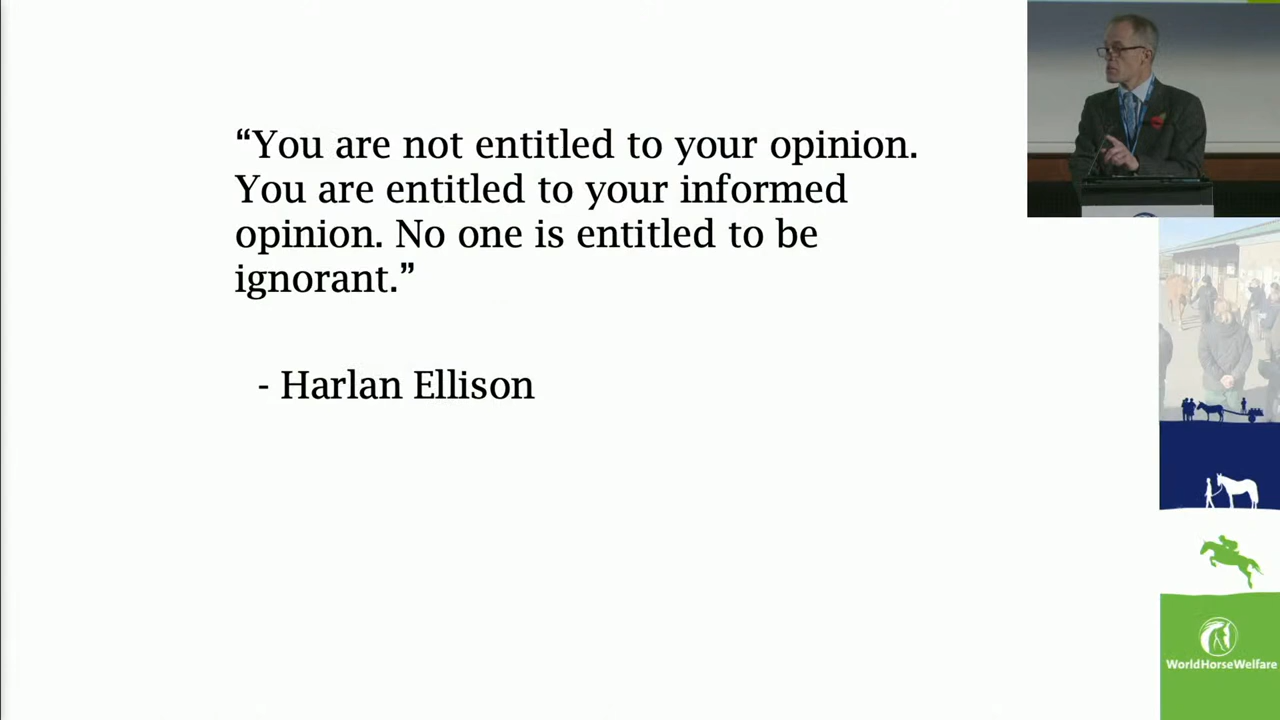 “You are not entitled to your opinion.
You are entitled to your informed
opinion. No one is entitled to be
ignorant.”
- Harlan Ellison
WorldHorseWelfare